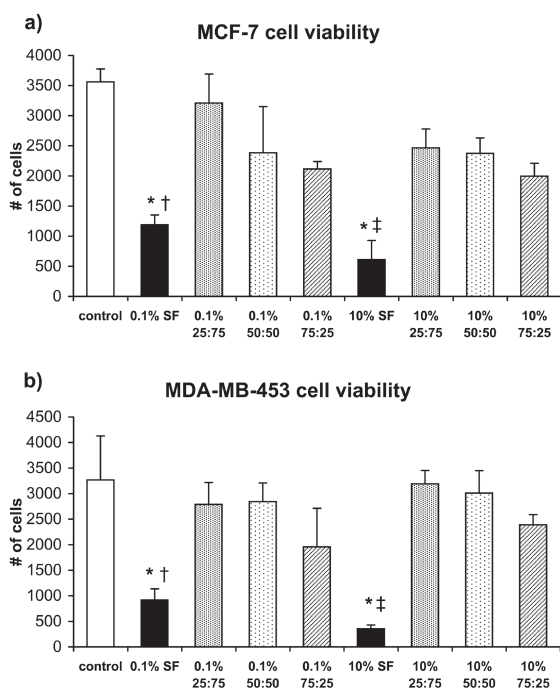 a)
MCF-7 cell viability
4000
3500
3000
2500
2000
1500
1000
500
0
# of cells
* †
* ‡
control 0.1% SF 0.1% 0.1% 0.1% 10% SF 10% 10% 10%
25:75 50:50 75:25 25:75 50:50 75:25
b)
MDA-MB-453 cell viability
4500
4000
3500
3000
2500
2000
1500
1000
500
0
# of cells
* †
* ‡
control 0.1% SF 0.1% 0.1% 0.1% 10% SF 10% 10% 10%
25:75 50:50 75:25 25:75 50:50 75:25